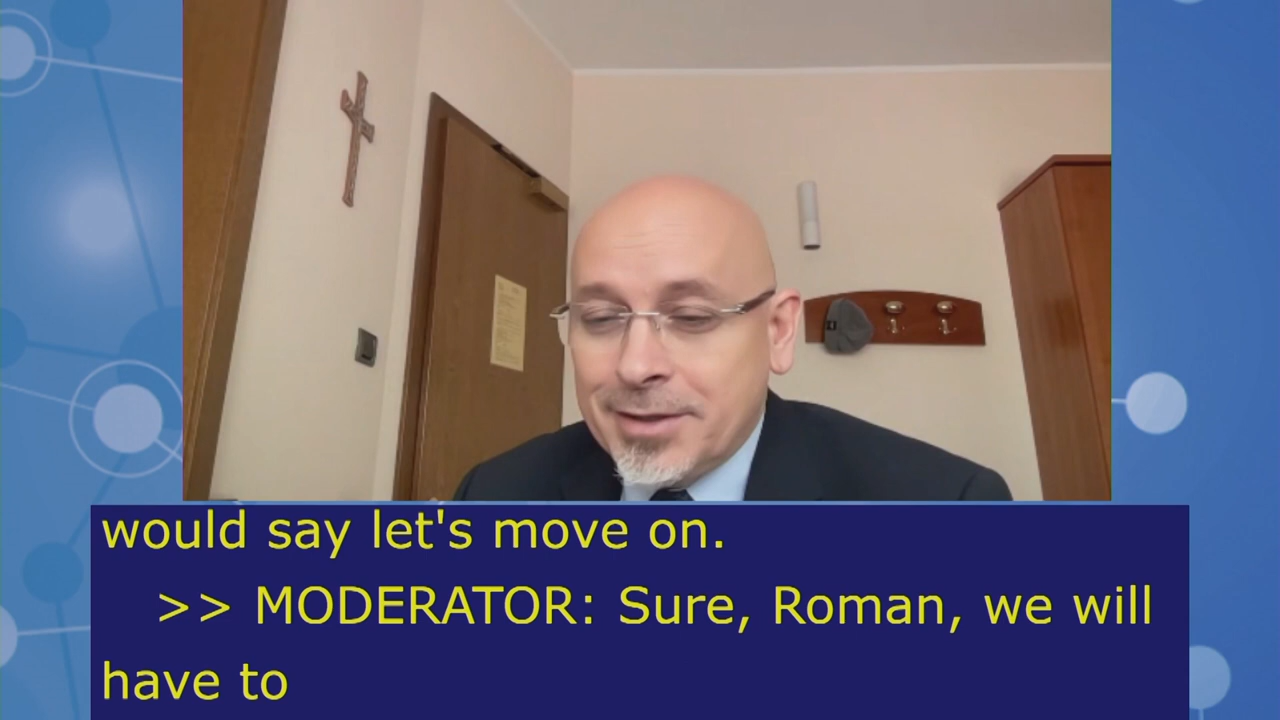 would say let's move on.
>> MODERATOR: Sure, Roman, we will
have to